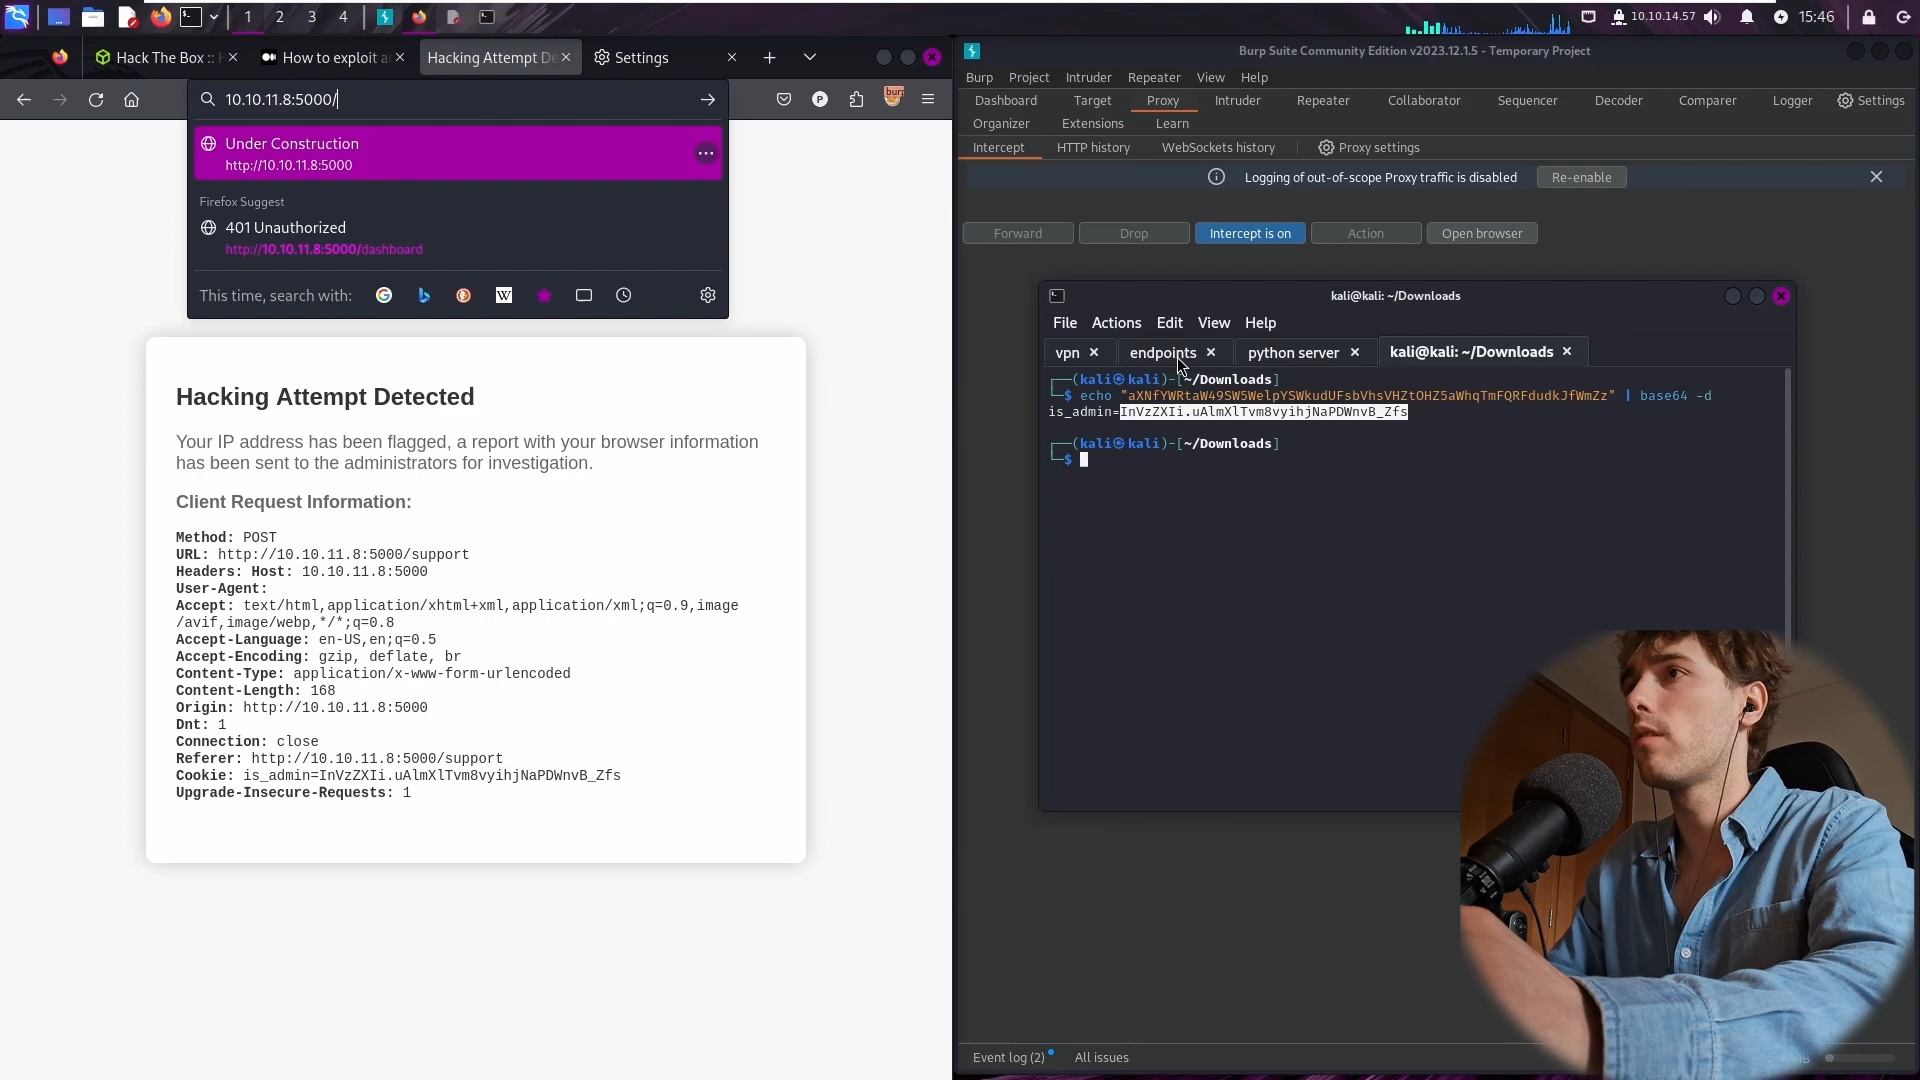 1 2 3 4 10.10.14.57 15:46
Hack The Box :: H
How to exploit a
Hacking Attempt De
Settings
10.10.11.8:5000/
Under Construction
http://10.10.11.8:5000
Firefox Suggest
401 Unauthorized
http://10.10.11.8:5000/dashboard
This time, search with:
Hacking Attempt Detected
Your IP address has been flagged, a report with your browser information
has been sent to the administrators for investigation.
Client Request Information:
Method: POST
URL: http://10.10.11.8:5000/support
Headers: Host: 10.10.11.8:5000
User-Agent:
Accept: text/html,application/xhtml+xml,application/xml;q=0.9,image
/avif,image/webp,*/*;q=0.8
Accept-Language: en-US,en;q=0.5
Accept-Encoding: gzip, deflate, br
Content-Type: application/x-www-form-urlencoded
Content-Length: 168
Origin: http://10.10.11.8:5000
Dnt: 1
Connection: close
Referer: http://10.10.11.8:5000/support
Cookie: is_admin=InVzZXIi.uAlmXlTvm8vyihjNaPDWnvB_Zfs
Upgrade-Insecure-Requests: 1
Burp Suite Community Edition v2023.12.1.5 - Temporary Project
Burp Project Intruder Repeater View Help
Dashboard Target Proxy Intruder Repeater Collaborator Sequencer Decoder Comparer Logger Settings
Organizer Extensions Learn
Intercept HTTP history WebSockets history Proxy settings
Logging of out-of-scope Proxy traffic is disabled Re-enable
Forward Drop Intercept is on Action Open browser
kali@kali: ~/Downloads
File Actions Edit View Help
vpn endpoints python server kali@kali: ~/Downloads
┌──(kali㉿kali)-[~/Downloads]
└─$ echo "aXNfYWRtaW49SW5WelpYSWkudUFsbVhsVHZtOHZ5aWhqTmFQRFdudkJfWmZz" | base64 -d
is_admin=InVzZXIi.uAlmXlTvm8vyihjNaPDWnvB_Zfs
┌──(kali㉿kali)-[~/Downloads]
└─$
Event log (2) All issues